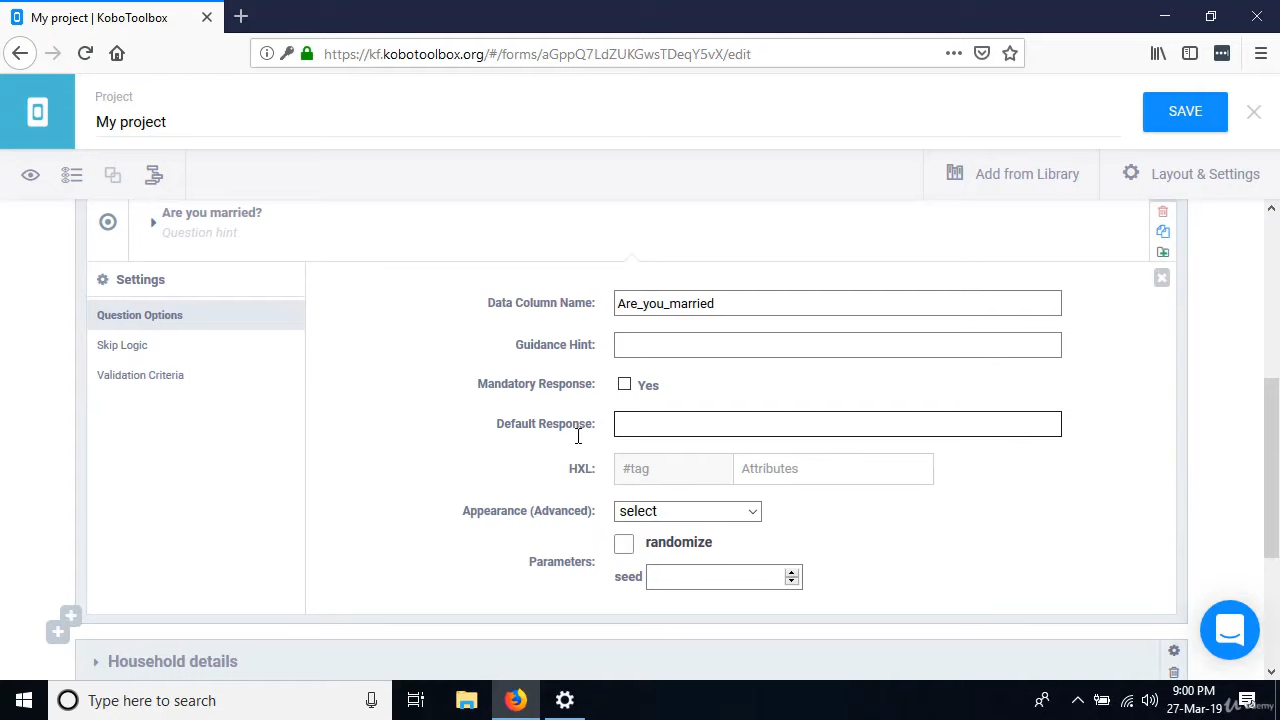 My project | KoboToolbox
https://kf.kobotoolbox.org/#/forms/aGppQ7LdZUKGwsTDeqY5vX/edit
Project
My project
SAVE
Add from Library
Layout & Settings
Are you married?
Question hint
Settings
Question Options
Skip Logic
Validation Criteria
Data Column Name: Are_you_married
Guidance Hint:
Mandatory Response: Yes
Default Response:
HXL: #tag Attributes
Appearance (Advanced): select
Parameters: randomize
seed
Household details
Type here to search
9:00 PM
27-Mar-19
Udemy